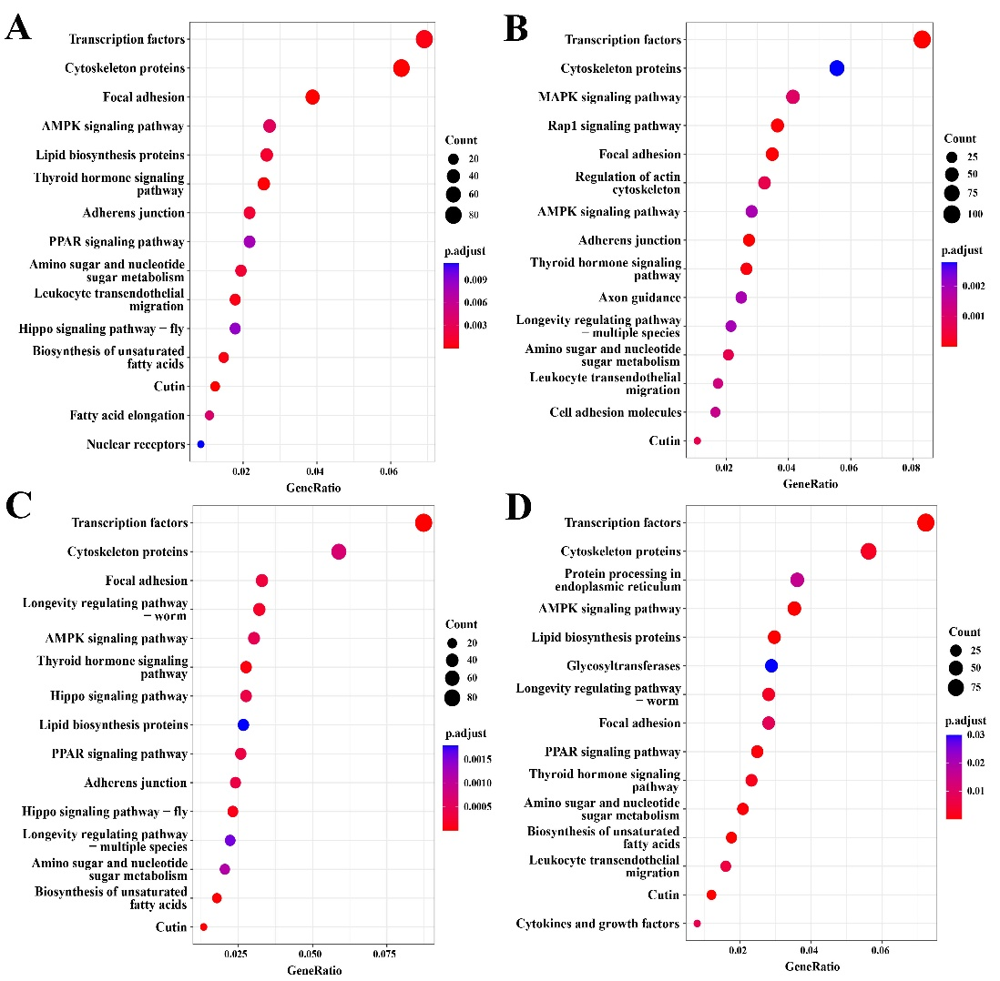 A
Transcription factors
Cytoskeleton proteins
Focal adhesion
AMPK signaling pathway
Lipid biosynthesis proteins
Thyroid hormone signaling
pathway
Adherens junction
PPAR signaling pathway
Amino sugar and nucleotide
sugar metabolism
Leukocyte transendothelial
migration
Hippo signaling pathway − fly
Biosynthesis of unsaturated
fatty acids
Cutin
Fatty acid elongation
Nuclear receptors
0.02 0.04 0.06
GeneRatio
Count
20
40
60
80
p.adjust
0.009
0.006
0.003
B
Transcription factors
Cytoskeleton proteins
MAPK signaling pathway
Rap1 signaling pathway
Focal adhesion
Regulation of actin
cytoskeleton
AMPK signaling pathway
Adherens junction
Thyroid hormone signaling
pathway
Axon guidance
Longevity regulating pathway
− multiple species
Amino sugar and nucleotide
sugar metabolism
Leukocyte transendothelial
migration
Cell adhesion molecules
Cutin
0.02 0.04 0.06 0.08
GeneRatio
Count
25
50
75
100
p.adjust
0.002
0.001
C
Transcription factors
Cytoskeleton proteins
Focal adhesion
Longevity regulating pathway
− worm
AMPK signaling pathway
Thyroid hormone signaling
pathway
Hippo signaling pathway
Lipid biosynthesis proteins
PPAR signaling pathway
Adherens junction
Hippo signaling pathway − fly
Longevity regulating pathway
− multiple species
Amino sugar and nucleotide
sugar metabolism
Biosynthesis of unsaturated
fatty acids
Cutin
0.025 0.050 0.075
GeneRatio
Count
20
40
60
80
p.adjust
0.0015
0.0010
0.0005
D
Transcription factors
Cytoskeleton proteins
Protein processing in
endoplasmic reticulum
AMPK signaling pathway
Lipid biosynthesis proteins
Glycosyltransferases
Longevity regulating pathway
− worm
Focal adhesion
PPAR signaling pathway
Thyroid hormone signaling
pathway
Amino sugar and nucleotide
sugar metabolism
Biosynthesis of unsaturated
fatty acids
Leukocyte transendothelial
migration
Cutin
Cytokines and growth factors
0.02 0.04 0.06
GeneRatio
Count
25
50
75
p.adjust
0.03
0.02
0.01